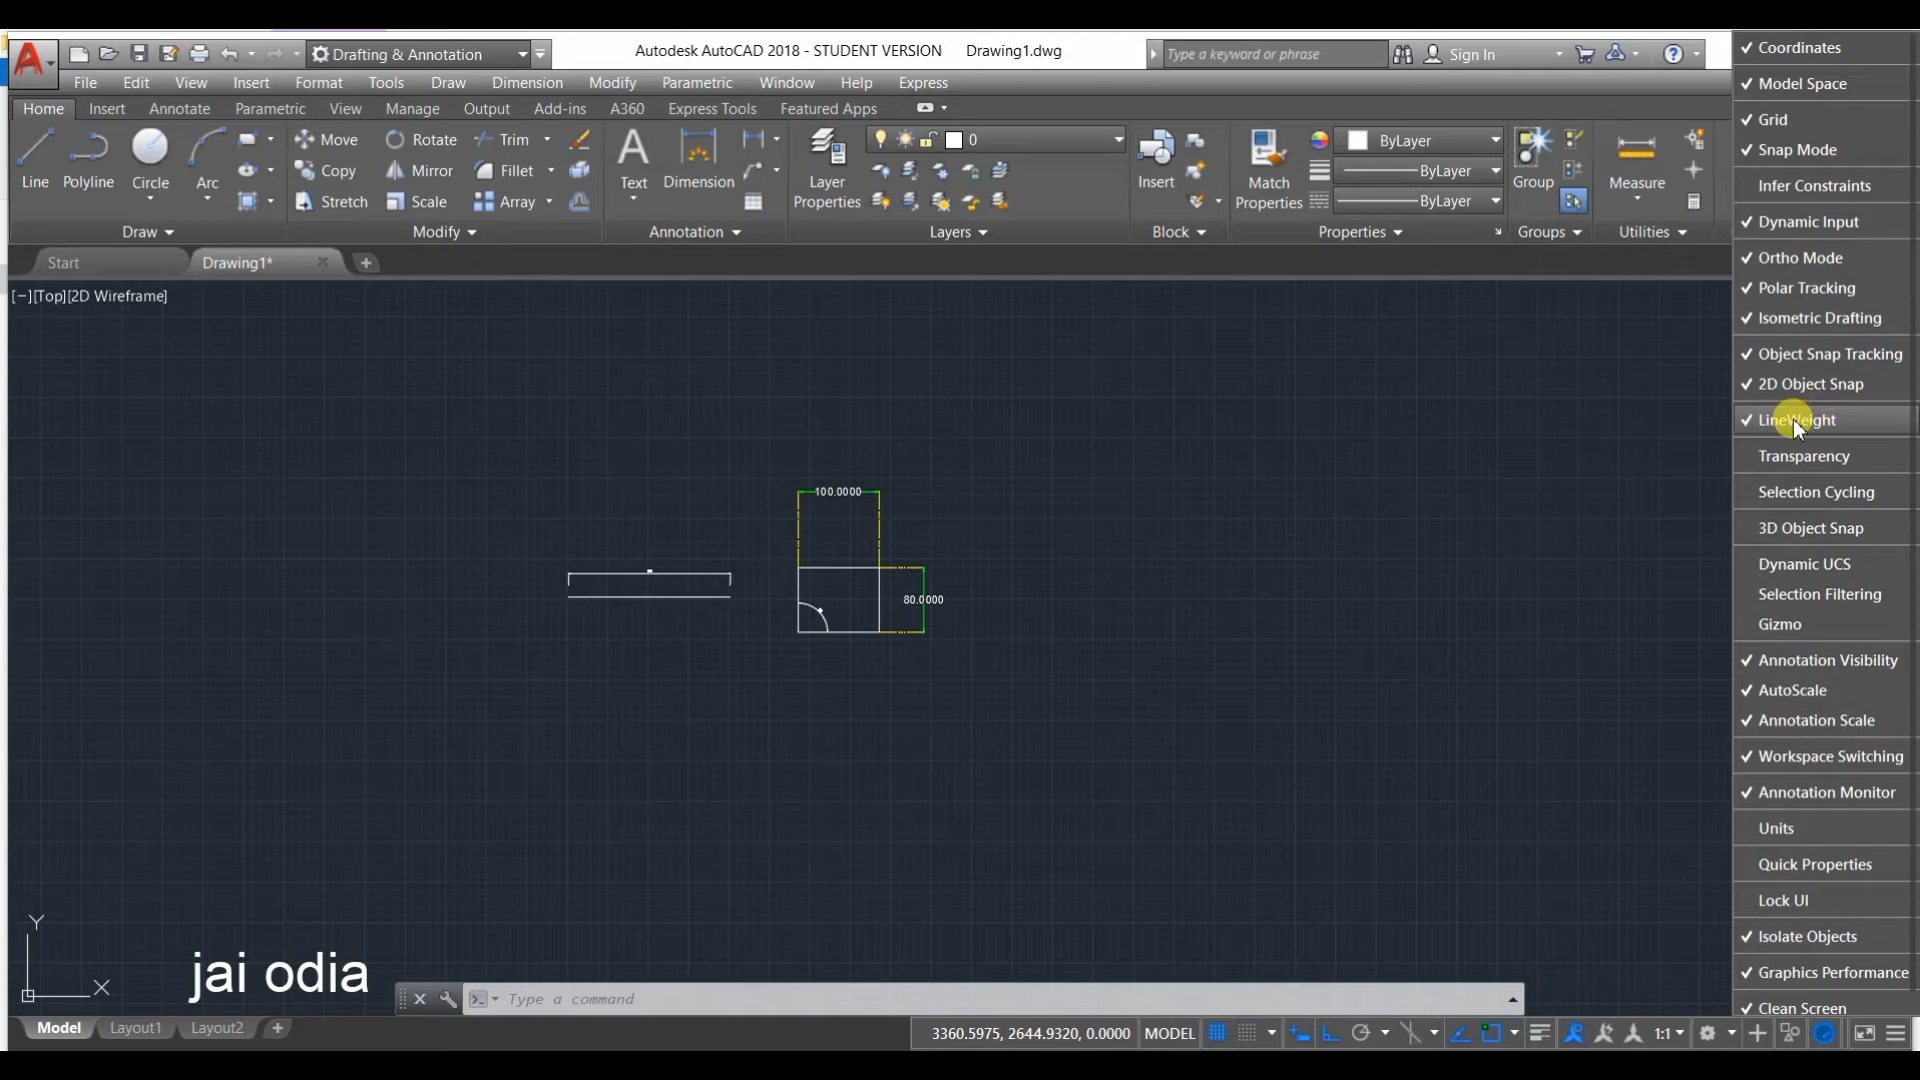 Drafting & Annotation
Autodesk AutoCAD 2018 - STUDENT VERSION Drawing1.dwg
Type a keyword or phrase
Sign In
File Edit View Insert Format Tools Draw Dimension Modify Parametric Window Help Express
Home Insert Annotate Parametric View Manage Output Add-ins A360 Express Tools Featured Apps
Line Polyline Circle Arc
Move Rotate Trim
Copy Mirror Fillet
Stretch Scale Array
Text Dimension
Layer Properties
0
Insert
Match Properties
ByLayer
ByLayer
ByLayer
Group
Measure
Draw Modify Annotation Layers Block Properties Groups Utilities
Start Drawing1*
[−][Top][2D Wireframe]
100.0000
80.0000
Y
X
jai odia
Type a command
Model Layout1 Layout2
3360.5975, 2644.9320, 0.0000 MODEL
1:1
Coordinates
Model Space
Grid
Snap Mode
Infer Constraints
Dynamic Input
Ortho Mode
Polar Tracking
Isometric Drafting
Object Snap Tracking
2D Object Snap
LineWeight
Transparency
Selection Cycling
3D Object Snap
Dynamic UCS
Selection Filtering
Gizmo
Annotation Visibility
AutoScale
Annotation Scale
Workspace Switching
Annotation Monitor
Units
Quick Properties
Lock UI
Isolate Objects
Graphics Performance
Clean Screen